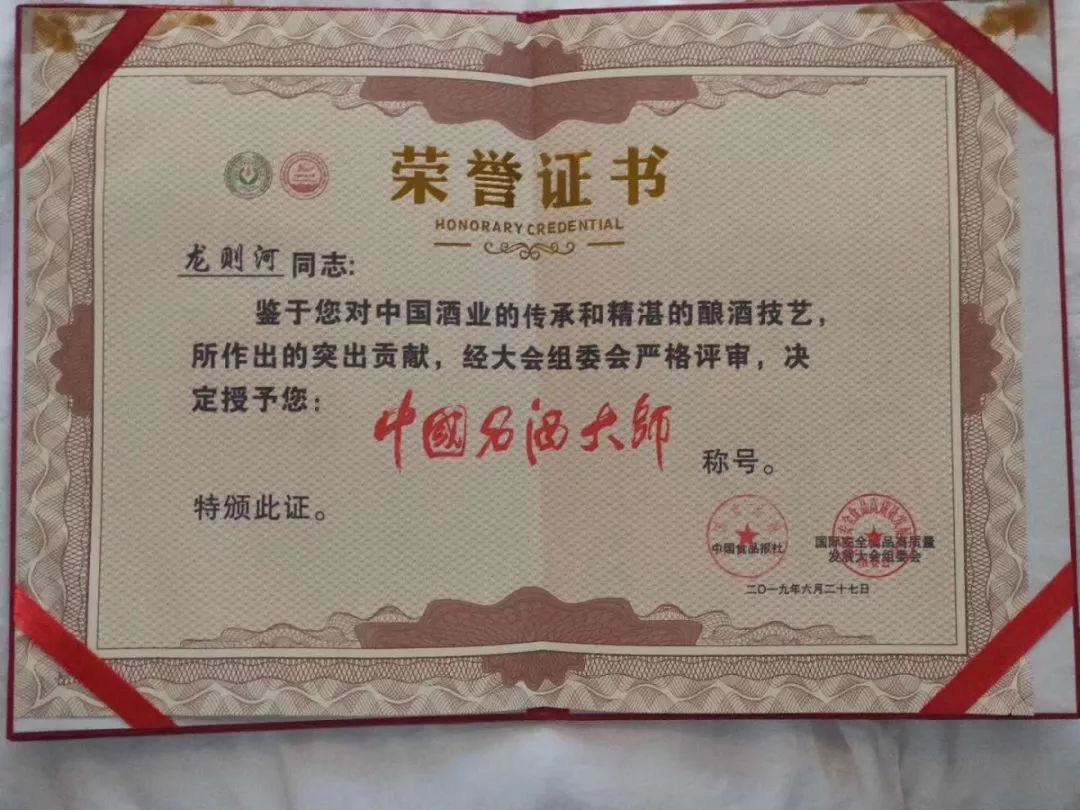 荣誉证书
HONORARY CREDENTIAL
龙则河同志:
鉴于您对中国酒业的传承和精湛的酿酒技艺，
所作出的突出贡献，经大会组委会严格评审，决
定授予您：中國名酒大師称号。
特颁此证。
中国食品报社
国际安全食品高质量
发展大会组委会
二〇一九年六月二十七日